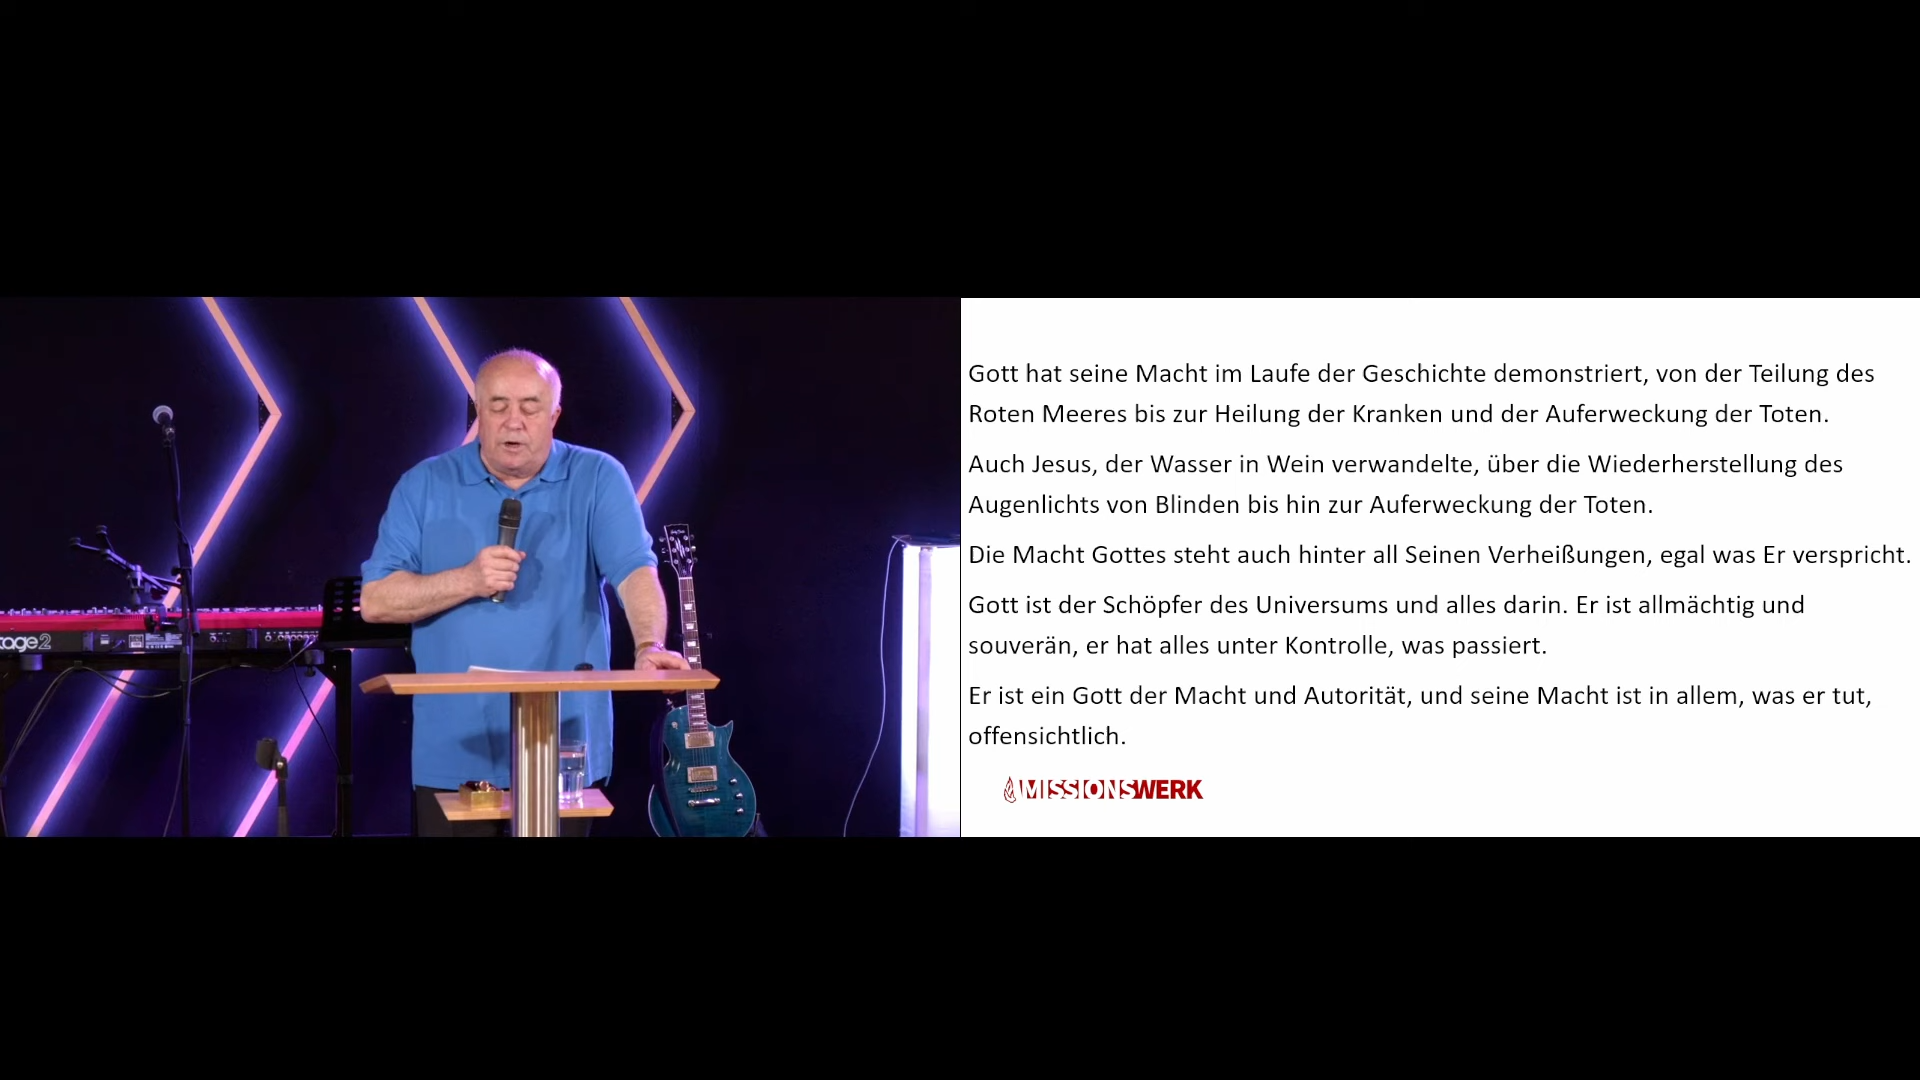 tage2
Gott hat seine Macht im Laufe der Geschichte demonstriert, von der Teilung des
Roten Meeres bis zur Heilung der Kranken und der Auferweckung der Toten.
Auch Jesus, der Wasser in Wein verwandelte, über die Wiederherstellung des
Augenlichts von Blinden bis hin zur Auferweckung der Toten.
Die Macht Gottes steht auch hinter all Seinen Verheißungen, egal was Er verspricht.
Gott ist der Schöpfer des Universums und alles darin. Er ist allmächtig und
souverän, er hat alles unter Kontrolle, was passiert.
Er ist ein Gott der Macht und Autorität, und seine Macht ist in allem, was er tut,
offensichtlich.
MISSIONSWERK